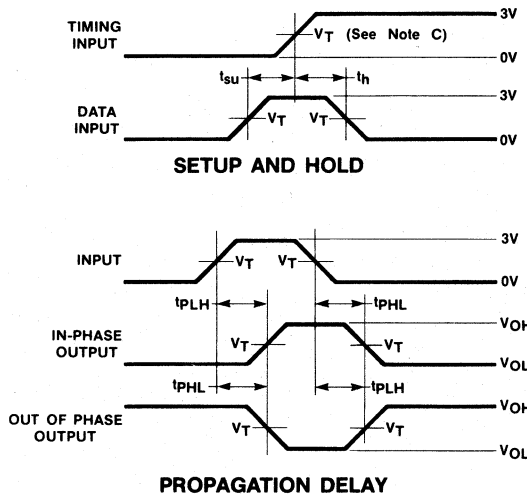 TIMING
INPUT
3V
VT (See Note C)
0V
tsu
th
3V
DATA
INPUT
VT
VT
0V
SETUP AND HOLD
3V
INPUT
VT
VT
0V
tPLH
tPHL
VOH
IN-PHASE
OUTPUT
VT
VT
VOL
tPHL
tPLH
VOH
OUT OF PHASE
OUTPUT
VT
VT
VOL
PROPAGATION DELAY